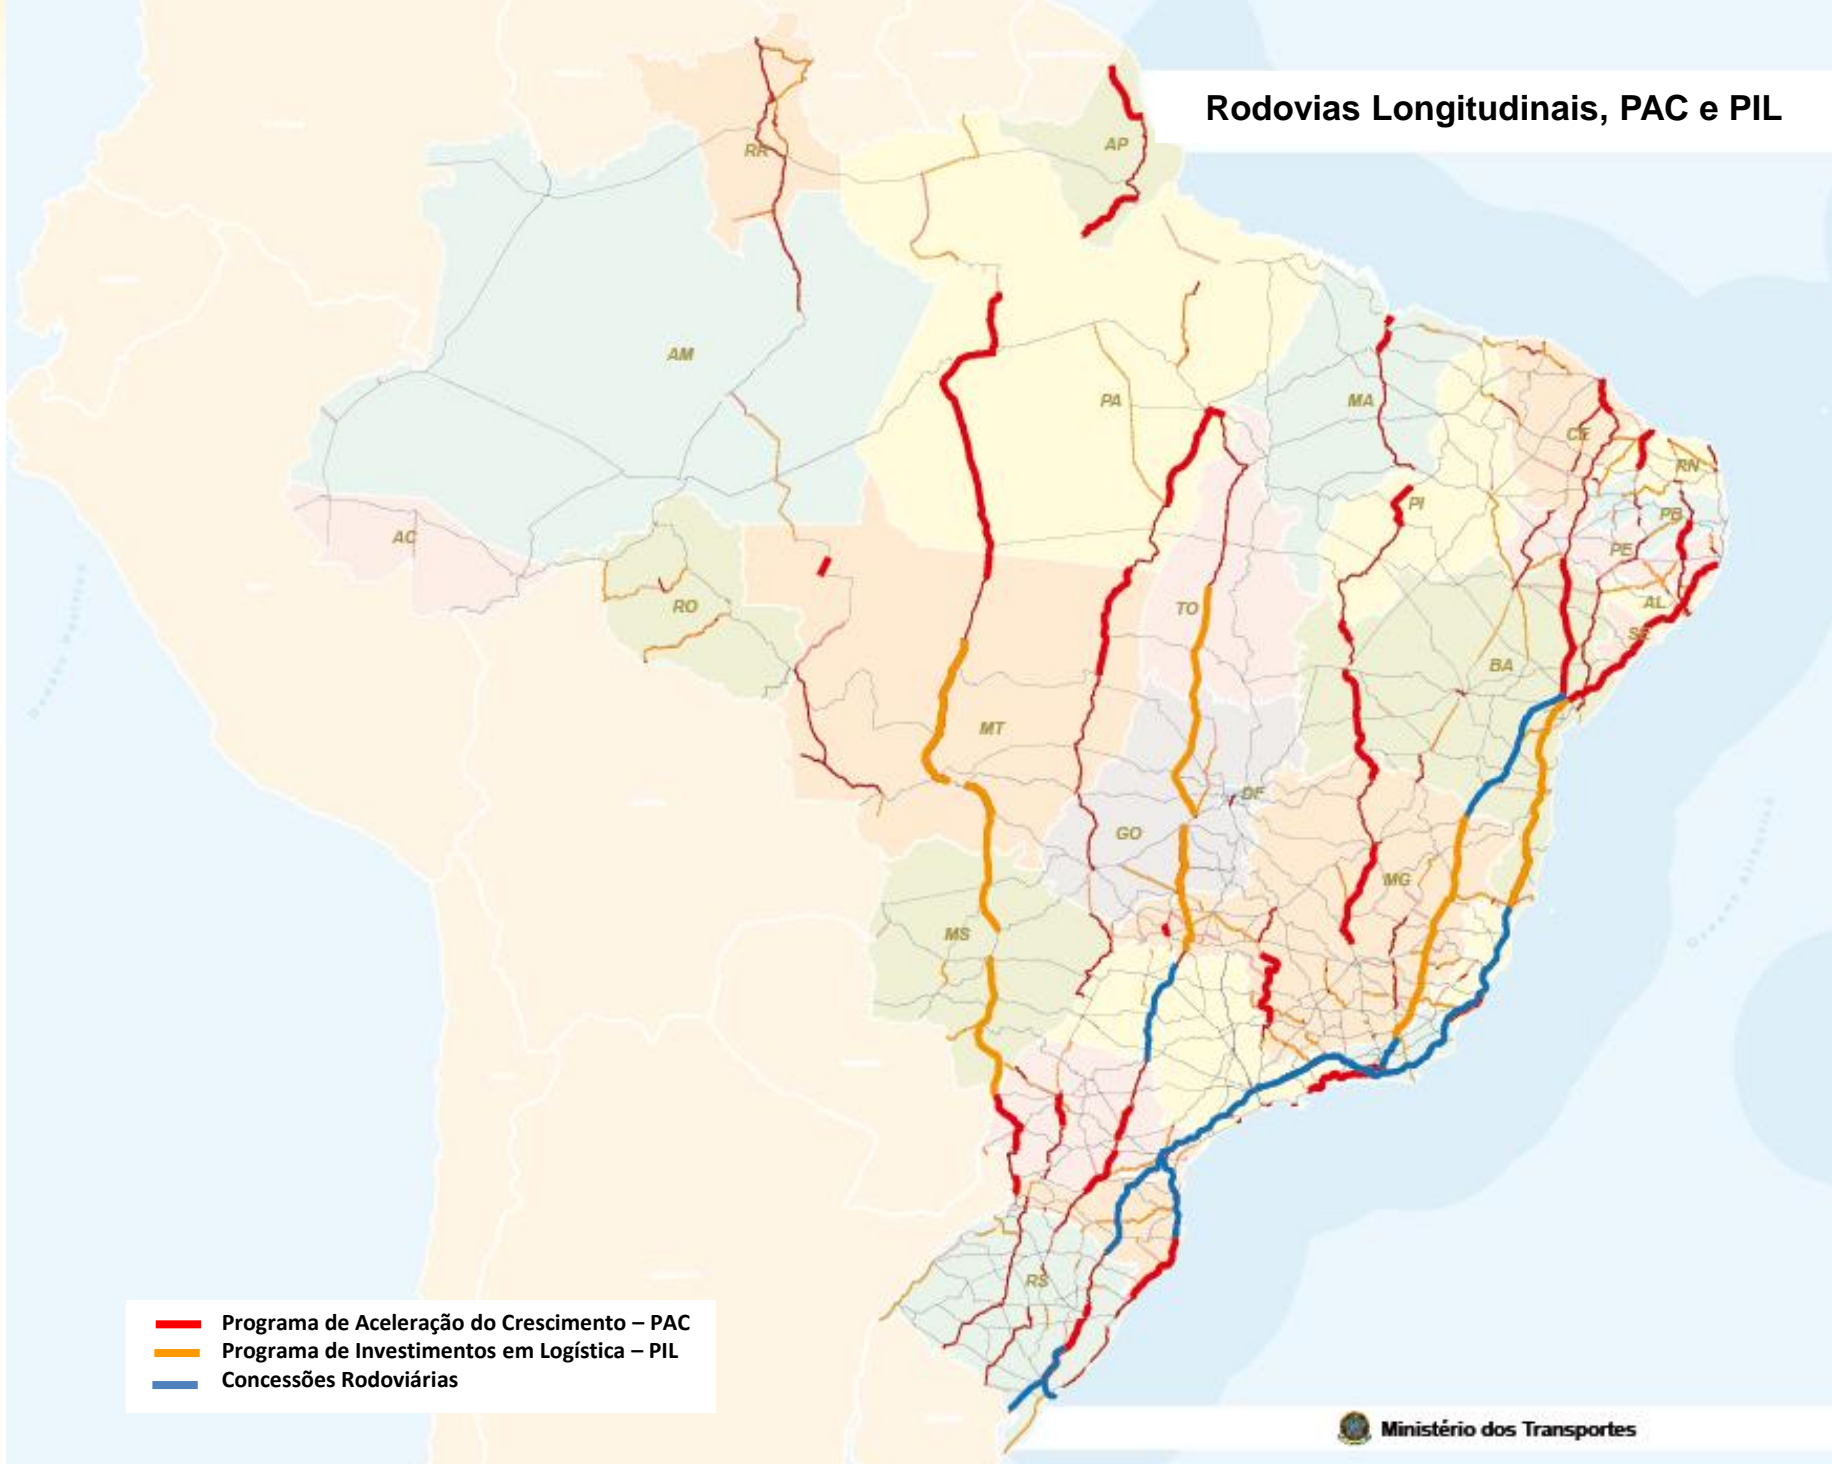 Rodovias Longitudinais, PAC e PIL
RR
AP
AM
PA
MA
CE
RN
PI
PB
PE
AC
RO
TO
AL
SE
BA
MT
DF
GO
MG
MS
RS
Programa de Aceleração do Crescimento – PAC
Programa de Investimentos em Logística – PIL
Concessões Rodoviárias
Ministério dos Transportes